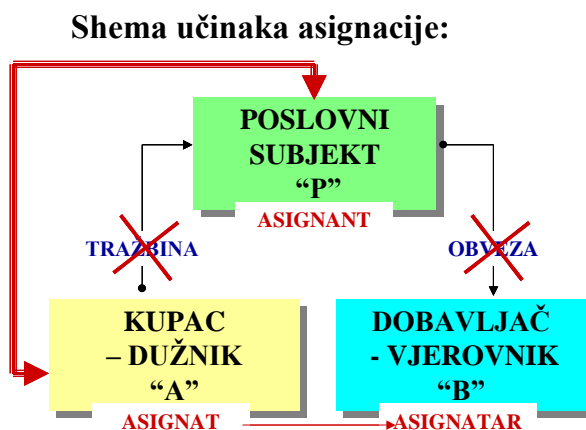 Shema učinaka asignacije:
POSLOVNI
SUBJEKT
“P”
ASIGNANT
TRAŽBINA
OBVEZA
KUPAC
– DUŽNIK
“A”
ASIGNAT
DOBAVLJAČ
- VJEROVNIK
“B”
ASIGNATAR